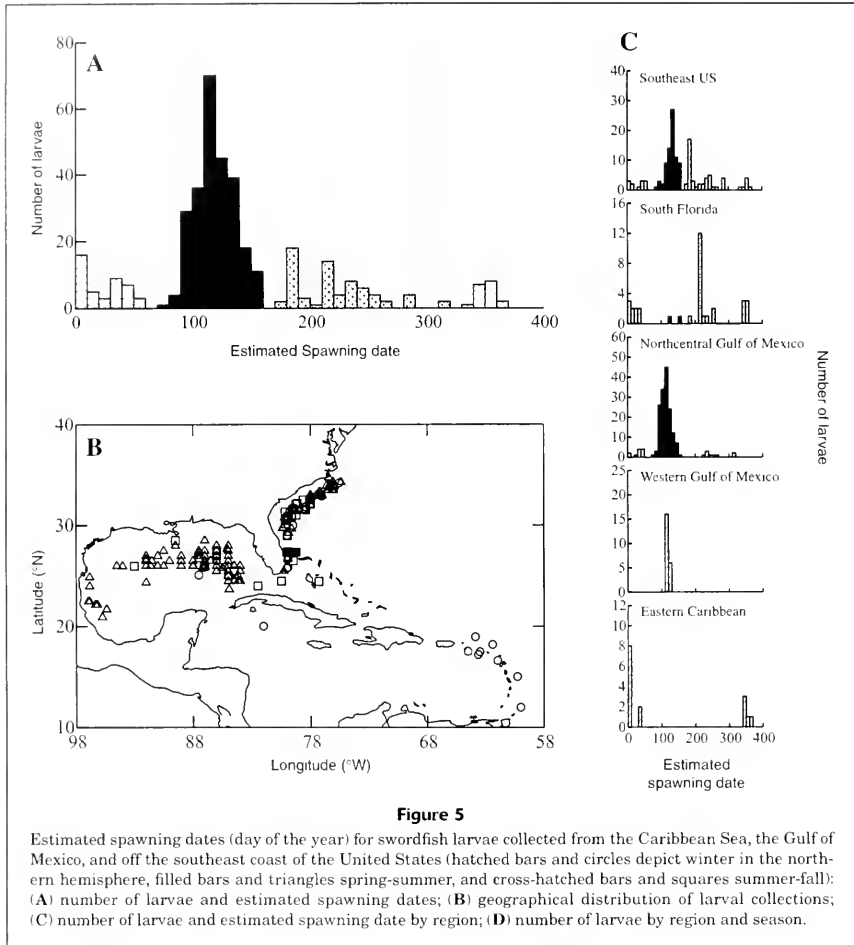 A
80
60
40
20
0
Number of larvae
0 100 200 300 400
Estimated Spawning date
B
40
30
20
10
Latitude (°N)
98 88 78 68 58
Longitude (°W)
C
Southeast US
40
30
20
10
0
South Florida
16
12
8
4
0
Northcentral Gulf of Mexico
60
50
40
30
20
10
0
Western Gulf of Mexico
25
20
15
10
5
0
Eastern Caribbean
12
10
8
6
4
2
0
0 100 200 300 400
Estimated
spawning date
Number of larvae
Figure 5
Estimated spawning dates (day of the year) for swordfish larvae collected from the Caribbean Sea, the Gulf of
Mexico, and off the southeast coast of the United States (hatched bars and circles depict winter in the north-
ern hemisphere, filled bars and triangles spring-summer, and cross-hatched bars and squares summer-fall):
(A) number of larvae and estimated spawning dates; (B) geographical distribution of larval collections;
(C) number of larvae and estimated spawning date by region; (D) number of larvae by region and season.